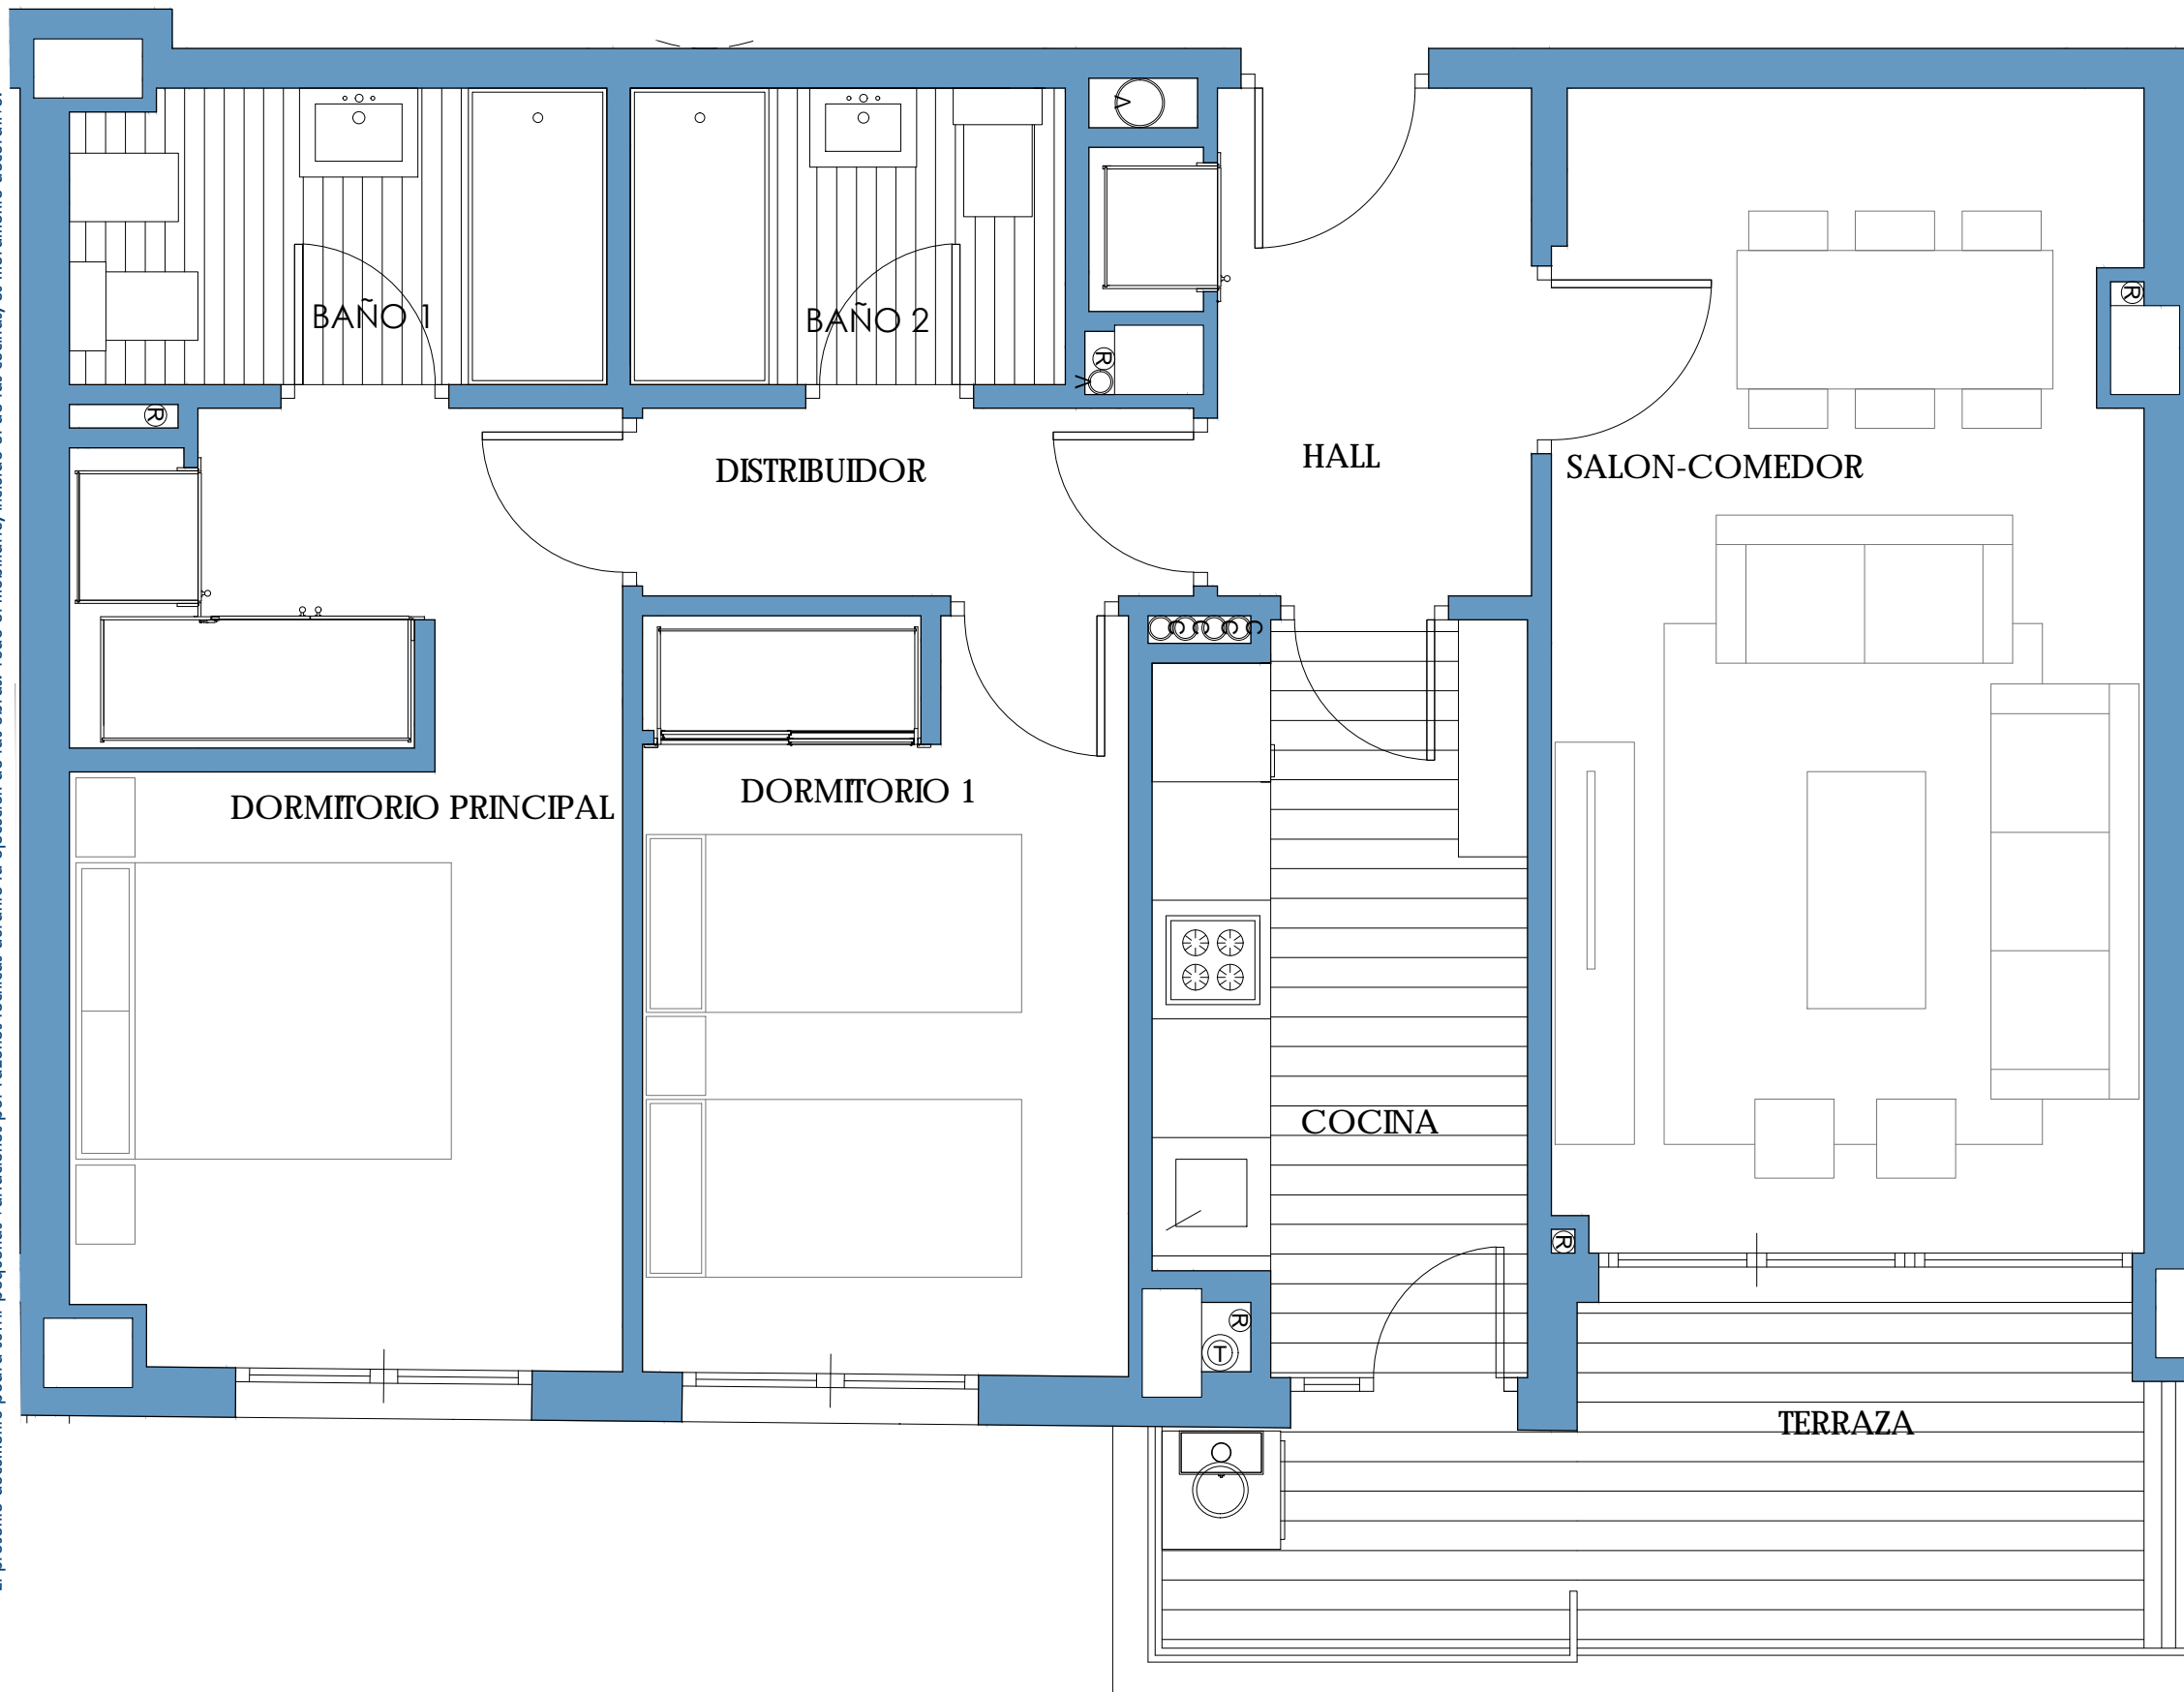 BAÑO 1
BAÑO 2
V
R
V
R
R
DISTRIBUIDOR
HALL
SALON-COMEDOR
C C C C
DORMITORIO PRINCIPAL
DORMITORIO 1
COCINA
R
R
T
TERRAZA